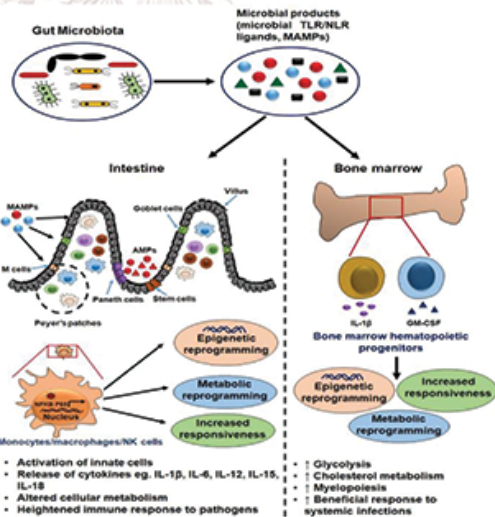 Gut Microbiota
Microbial products
(microbial TLR/NLR
ligands, MAMPs)
Intestine
MAMPs
Goblet cells
Villus
AMPs
M cells
Paneth cells
Stem cells
Peyer's patches
Nucleus
Monocytes/macrophages/NK cells
Epigenetic
reprogramming
Metabolic
reprogramming
Increased
responsiveness
• Activation of innate cells
• Release of cytokines eg. IL-1β, IL-6, IL-12, IL-15,
IL-18
• Altered cellular metabolism
• Heightened immune response to pathogens
Bone marrow
IL-1β
GM-CSF
Bone marrow hematopoietic
progenitors
Epigenetic
reprogramming
Increased
responsiveness
Metabolic
reprogramming
• ↑ Glycolysis
• ↑ Cholesterol metabolism
• ↑ Myelopoiesis
• ↑ Beneficial response to
systemic infections